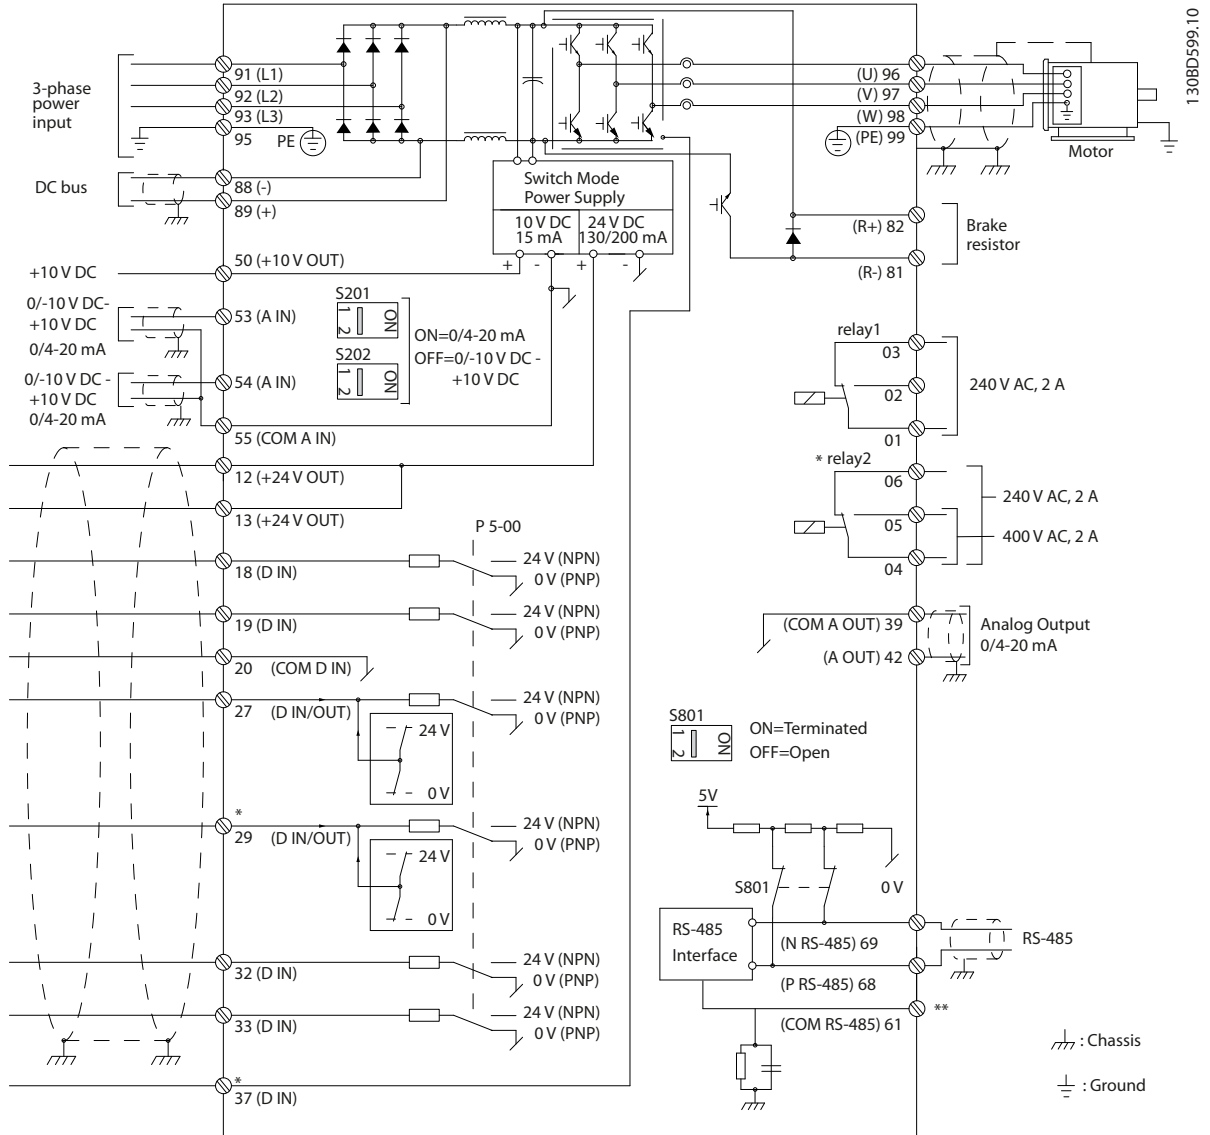 130BD599.10
3-phase
power
input
91 (L1)
92 (L2)
93 (L3)
95
PE
DC bus
88 (-)
89 (+)
Switch Mode
Power Supply
10 V DC
15 mA
24 V DC
130/200 mA
+ - + -
(U) 96
(V) 97
(W) 98
(PE) 99
Motor
(R+) 82
(R-) 81
Brake
resistor
+10 V DC
50 (+10 V OUT)
0/-10 V DC-
+10 V DC
0/4-20 mA
53 (A IN)
0/-10 V DC -
+10 V DC
0/4-20 mA
54 (A IN)
55 (COM A IN)
S201
1
2
ON
S202
1
2
ON
ON=0/4-20 mA
OFF=0/-10 V DC -
+10 V DC
relay1
03
02
01
240 V AC, 2 A
* relay2
06
05
04
240 V AC, 2 A
400 V AC, 2 A
12 (+24 V OUT)
13 (+24 V OUT)
P 5-00
18 (D IN)
24 V (NPN)
0 V (PNP)
19 (D IN)
24 V (NPN)
0 V (PNP)
20 (COM D IN)
27 (D IN/OUT)
24 V (NPN)
0 V (PNP)
24 V
0 V
*
29 (D IN/OUT)
24 V (NPN)
0 V (PNP)
24 V
0 V
32 (D IN)
24 V (NPN)
0 V (PNP)
33 (D IN)
24 V (NPN)
0 V (PNP)
*
37 (D IN)
(COM A OUT) 39
(A OUT) 42
Analog Output
0/4-20 mA
S801
1
2
ON
ON=Terminated
OFF=Open
5V
S801
0 V
RS-485
Interface
(N RS-485) 69
(P RS-485) 68
(COM RS-485) 61
**
RS-485
: Chassis
: Ground